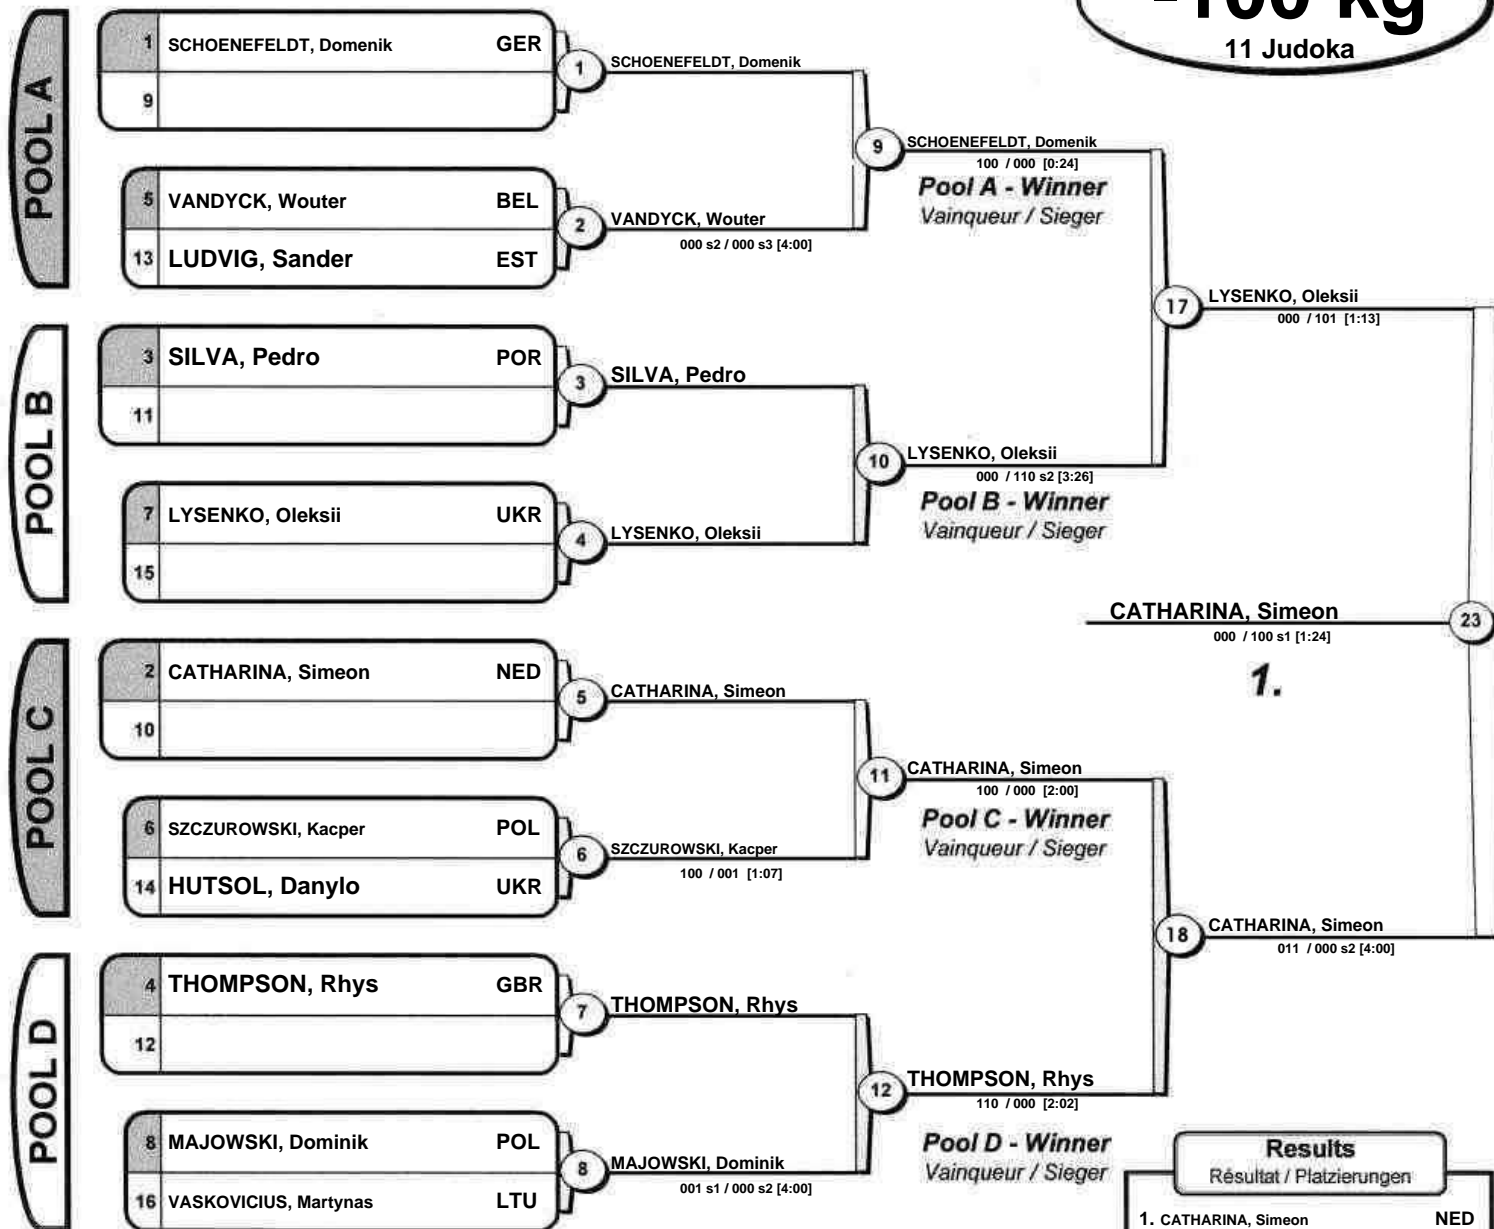 -100 kg
11 Judoka
POOL A
1 SCHOENEFELDT, Domenik GER
9
5 VANDYCK, Wouter BEL
13 LUDVIG, Sander EST
1 SCHOENEFELDT, Domenik
2 VANDYCK, Wouter
000 s2 / 000 s3 [4:00]
9 SCHOENEFELDT, Domenik
100 / 000 [0:24]
Pool A - Winner
Vainqueur / Sieger
POOL B
3 SILVA, Pedro POR
11
7 LYSENKO, Oleksii UKR
15
3 SILVA, Pedro
4 LYSENKO, Oleksii
10 LYSENKO, Oleksii
000 / 110 s2 [3:26]
Pool B - Winner
Vainqueur / Sieger
17 LYSENKO, Oleksii
000 / 101 [1:13]
CATHARINA, Simeon 23
000 / 100 s1 [1:24]
1.
POOL C
2 CATHARINA, Simeon NED
10
6 SZCZUROWSKI, Kacper POL
14 HUTSOL, Danylo UKR
5 CATHARINA, Simeon
6 SZCZUROWSKI, Kacper
100 / 001 [1:07]
11 CATHARINA, Simeon
100 / 000 [2:00]
Pool C - Winner
Vainqueur / Sieger
18 CATHARINA, Simeon
011 / 000 s2 [4:00]
POOL D
4 THOMPSON, Rhys GBR
12
8 MAJOWSKI, Dominik POL
16 VASKOVICIUS, Martynas LTU
7 THOMPSON, Rhys
8 MAJOWSKI, Dominik
001 s1 / 000 s2 [4:00]
12 THOMPSON, Rhys
110 / 000 [2:02]
Pool D - Winner
Vainqueur / Sieger
Results
Résultat / Platzierungen
1. CATHARINA, Simeon NED